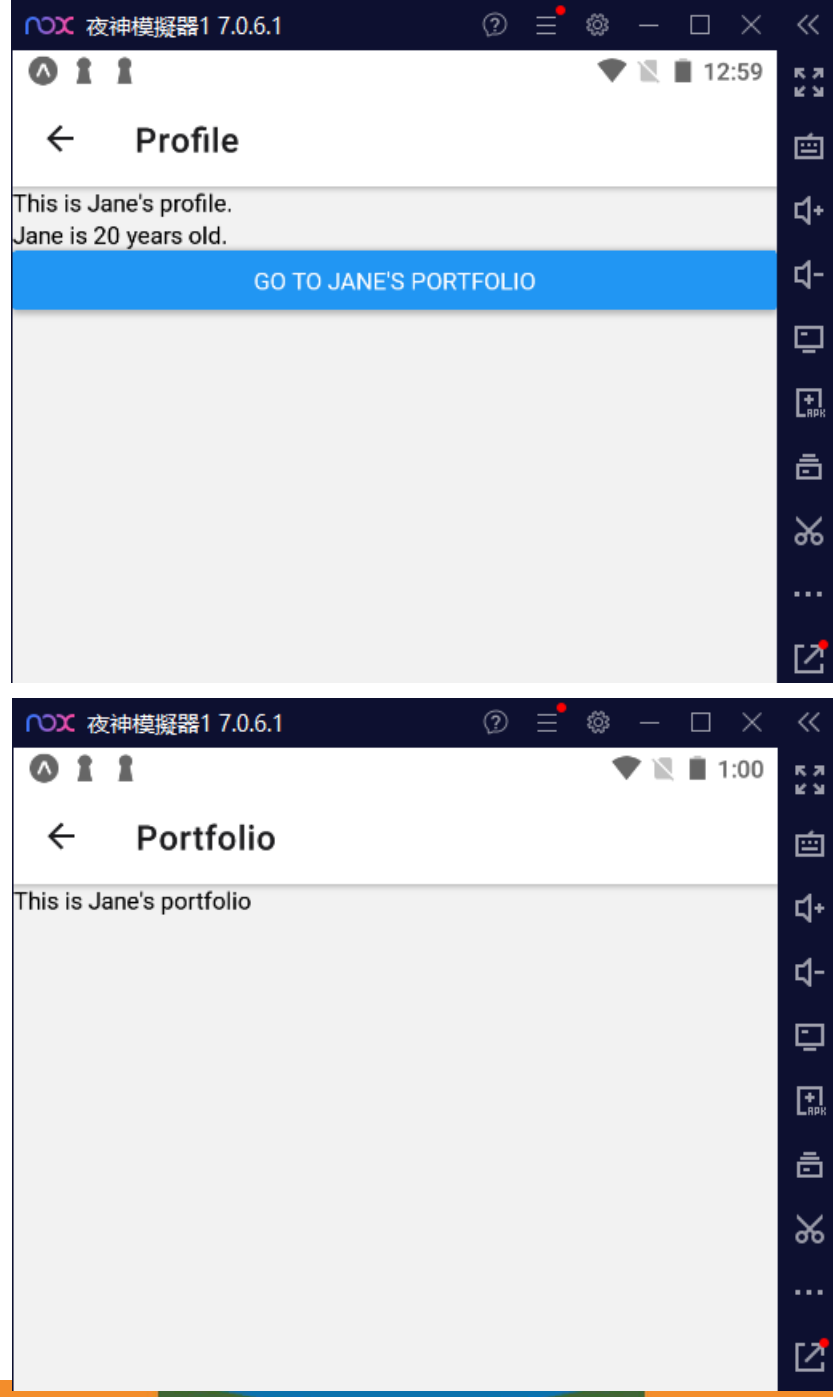 nox 夜神模擬器1 7.0.6.1
12:59
Profile
This is Jane's profile.
Jane is 20 years old.
GO TO JANE'S PORTFOLIO
APK
nox 夜神模擬器1 7.0.6.1
1:00
Portfolio
This is Jane's portfolio
APK